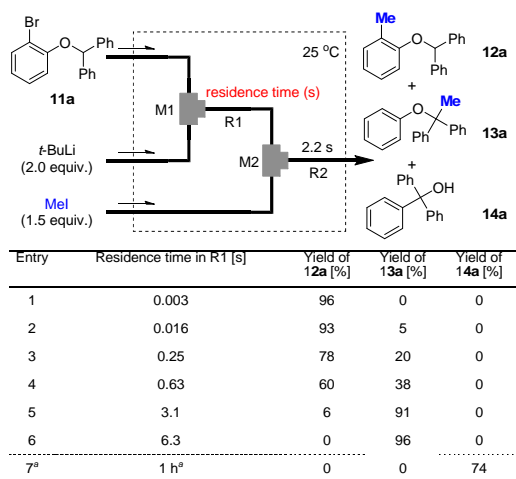 Br
O
Ph
Ph
11a
t-BuLi
(2.0 equiv.)
MeI
(1.5 equiv.)
M1
residence time (s)
R1
M2
2.2 s
R2
25 °C
Me
O
Ph
Ph
12a
+
O
Me
Ph
Ph
13a
+
Ph
OH
Ph
14a
Entry Residence time in R1 [s] Yield of Yield of Yield of
12a [%] 13a [%] 14a [%]
1 0.003 96 0 0
2 0.016 93 5 0
3 0.25 78 20 0
4 0.63 60 38 0
5 3.1 6 91 0
6 6.3 0 96 0
7a 1 ha 0 0 74